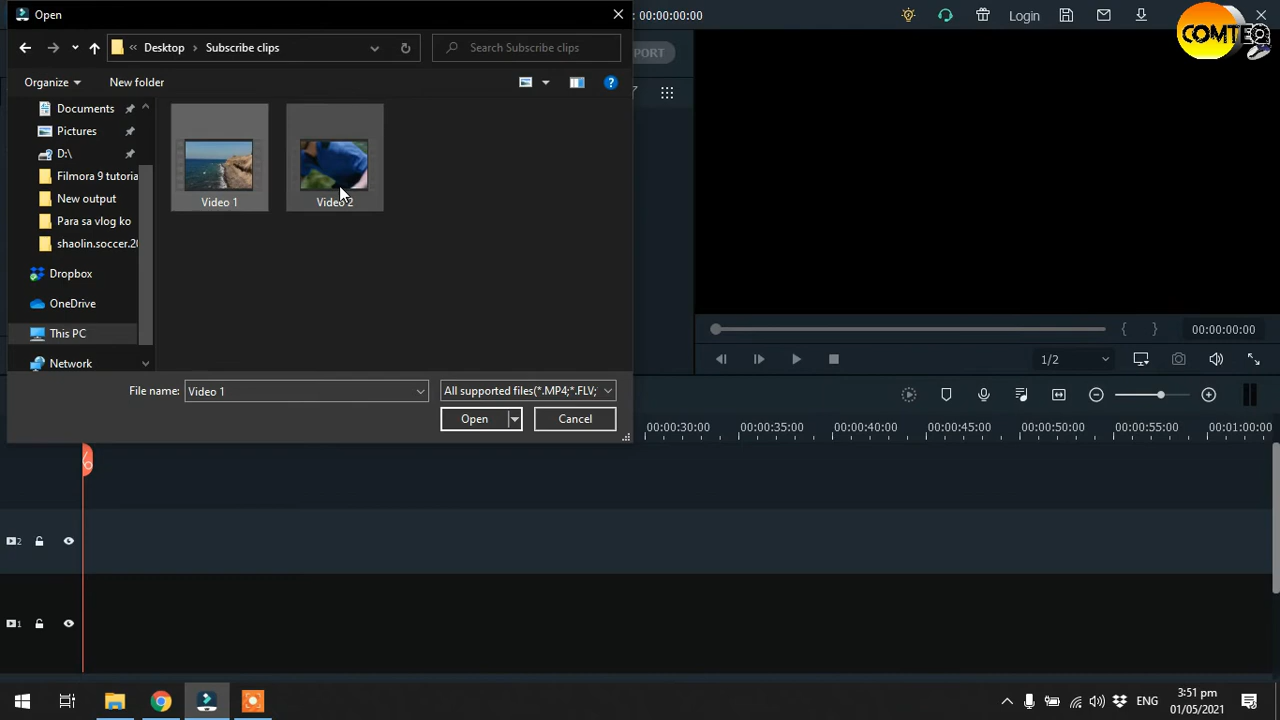 Open
00:00:00:00
Login
COMTEQ
Desktop
Subscribe clips
Search Subscribe clips
PORT
Organize
New folder
Documents
Pictures
D:\
Filmora 9 tutoria
New output
Para sa vlog ko
shaolin.soccer.20
Dropbox
OneDrive
This PC
Network
Video 1
Video 2
File name:
Video 1
All supported files(*.MP4;*.FLV;
Open
Cancel
00:00:00:00
1/2
00:00:30:00
00:00:35:00
00:00:40:00
00:00:45:00
00:00:50:00
00:00:55:00
00:01:00:00
2
1
ENG
3:51 pm
01/05/2021